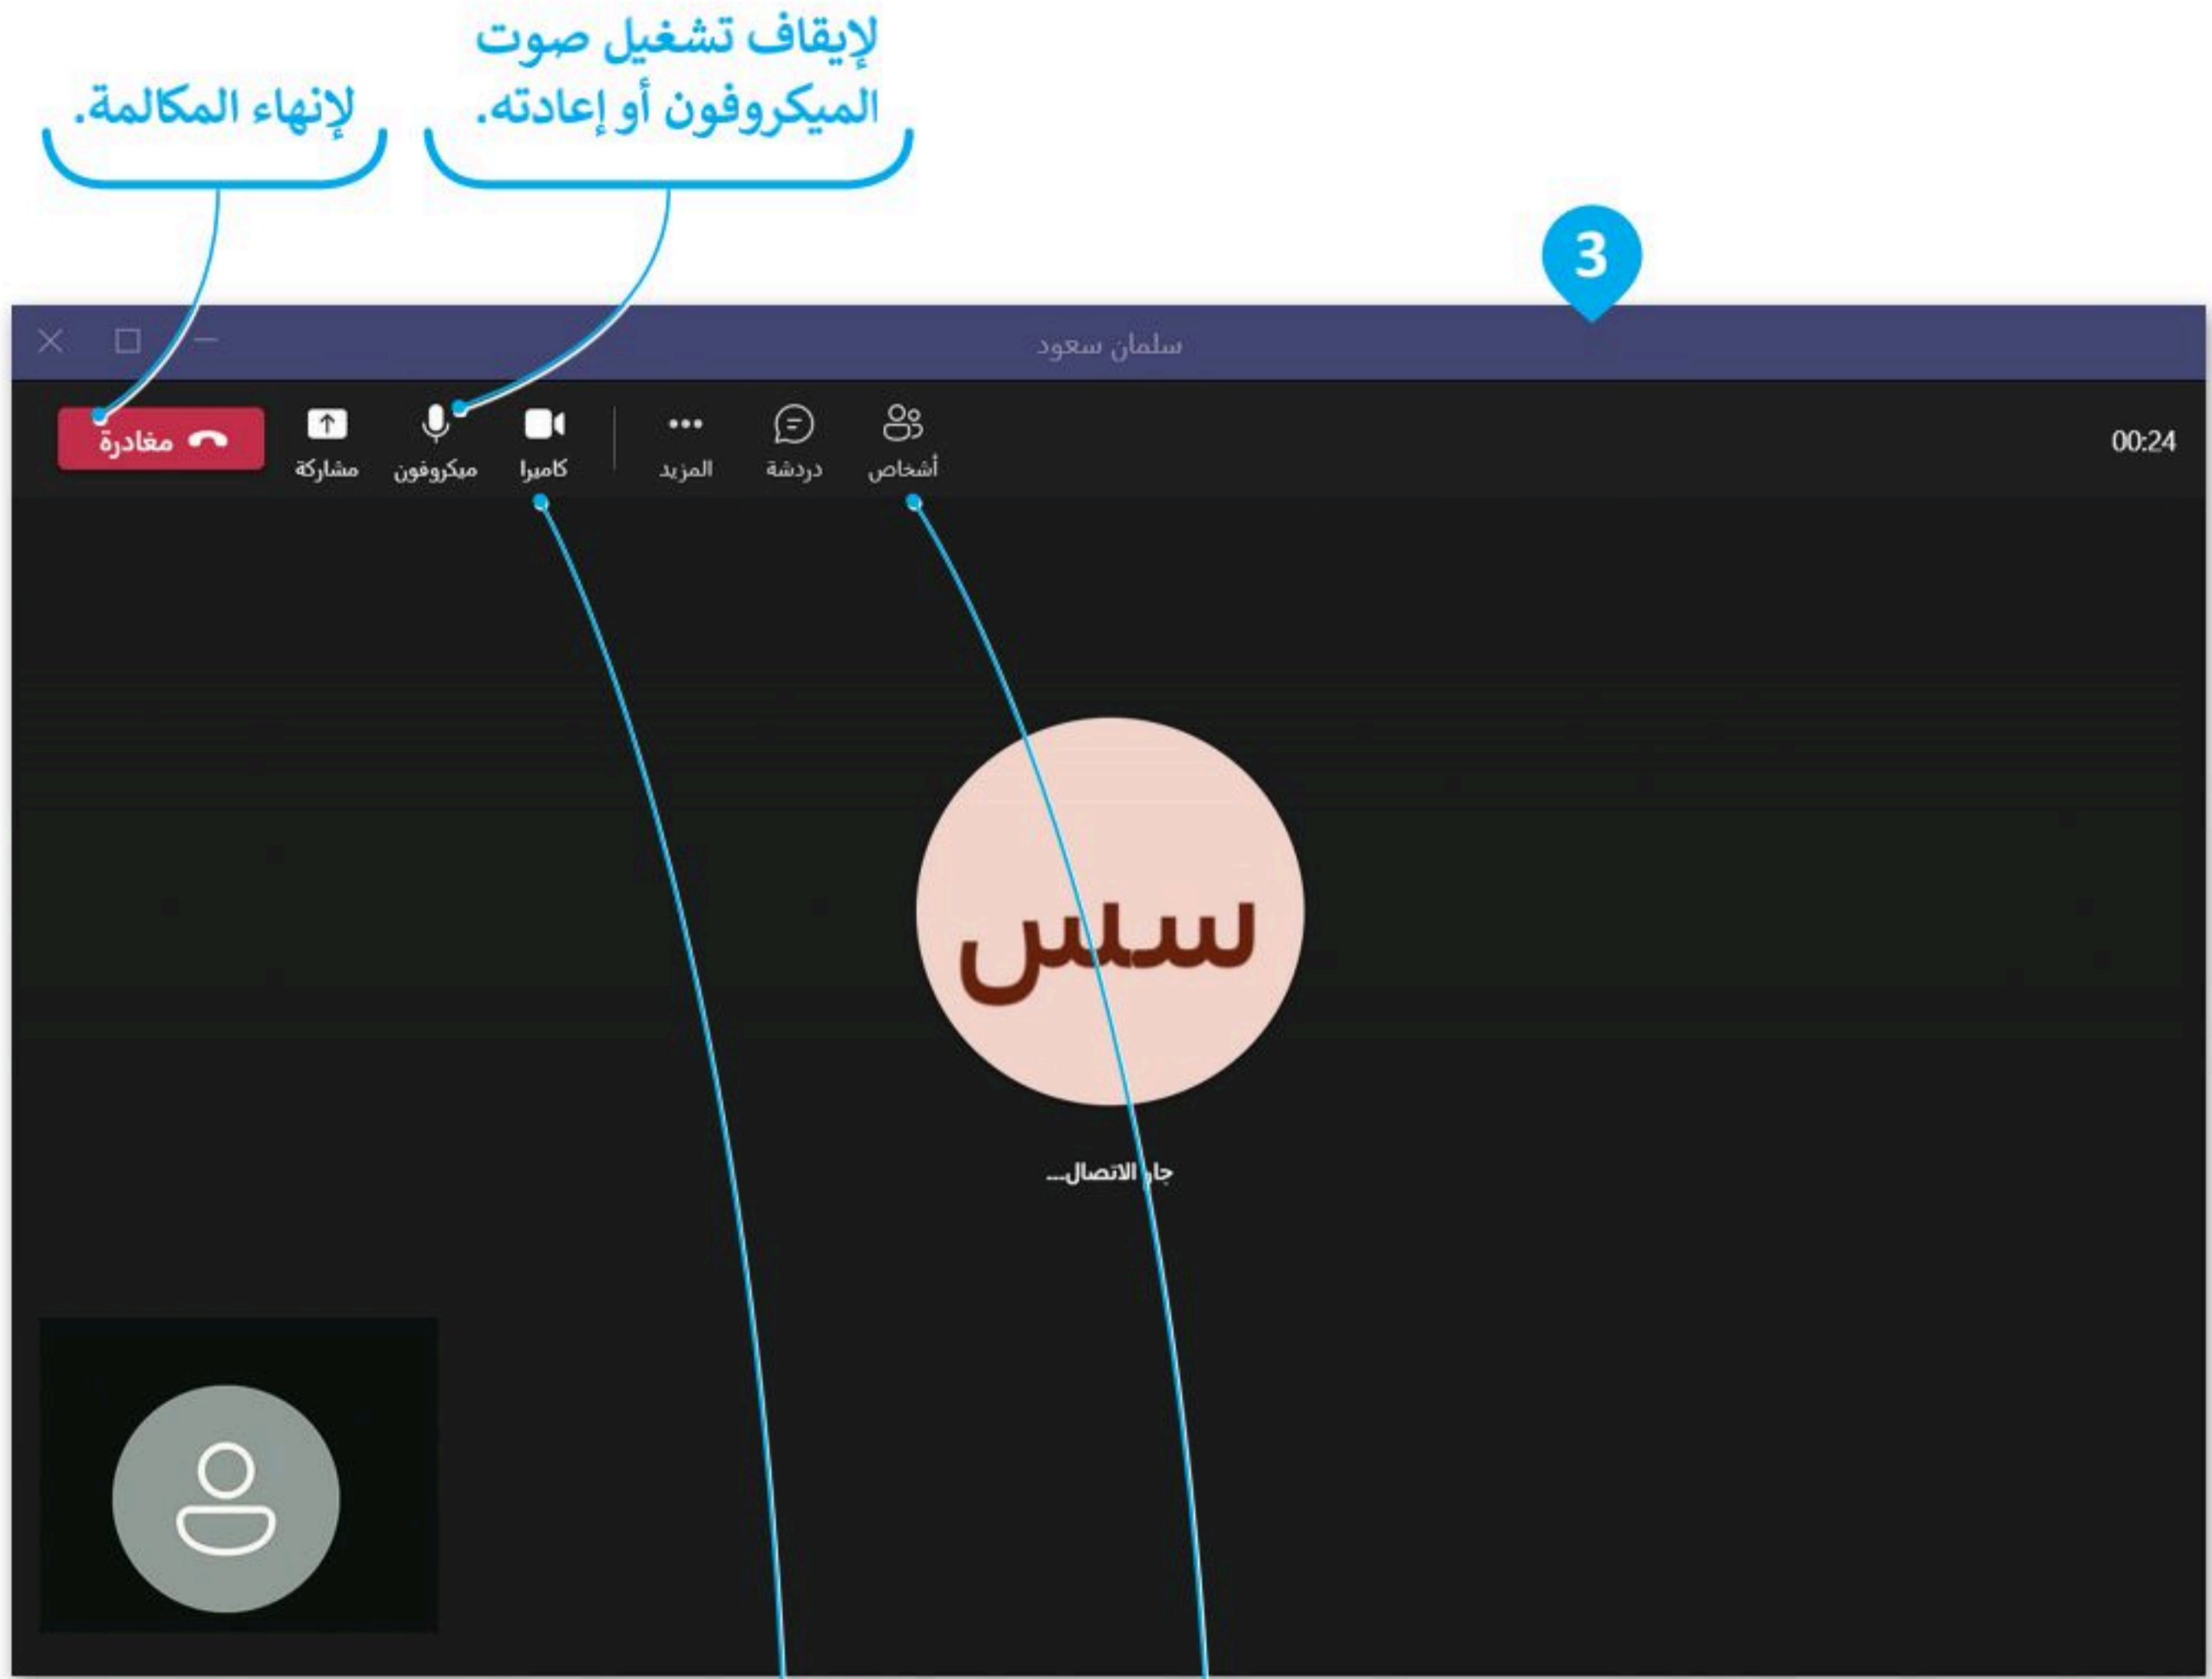 لإيقاف تشغيل صوت
الميكروفون أو إعادته.
لإنهاء المكالمة.
3
سلمان سعود
00:24
أشخاص
دردشة
المزيد
كاميرا
ميكروفون
مشاركة
مغادرة
سس
جارِ الاتصال...